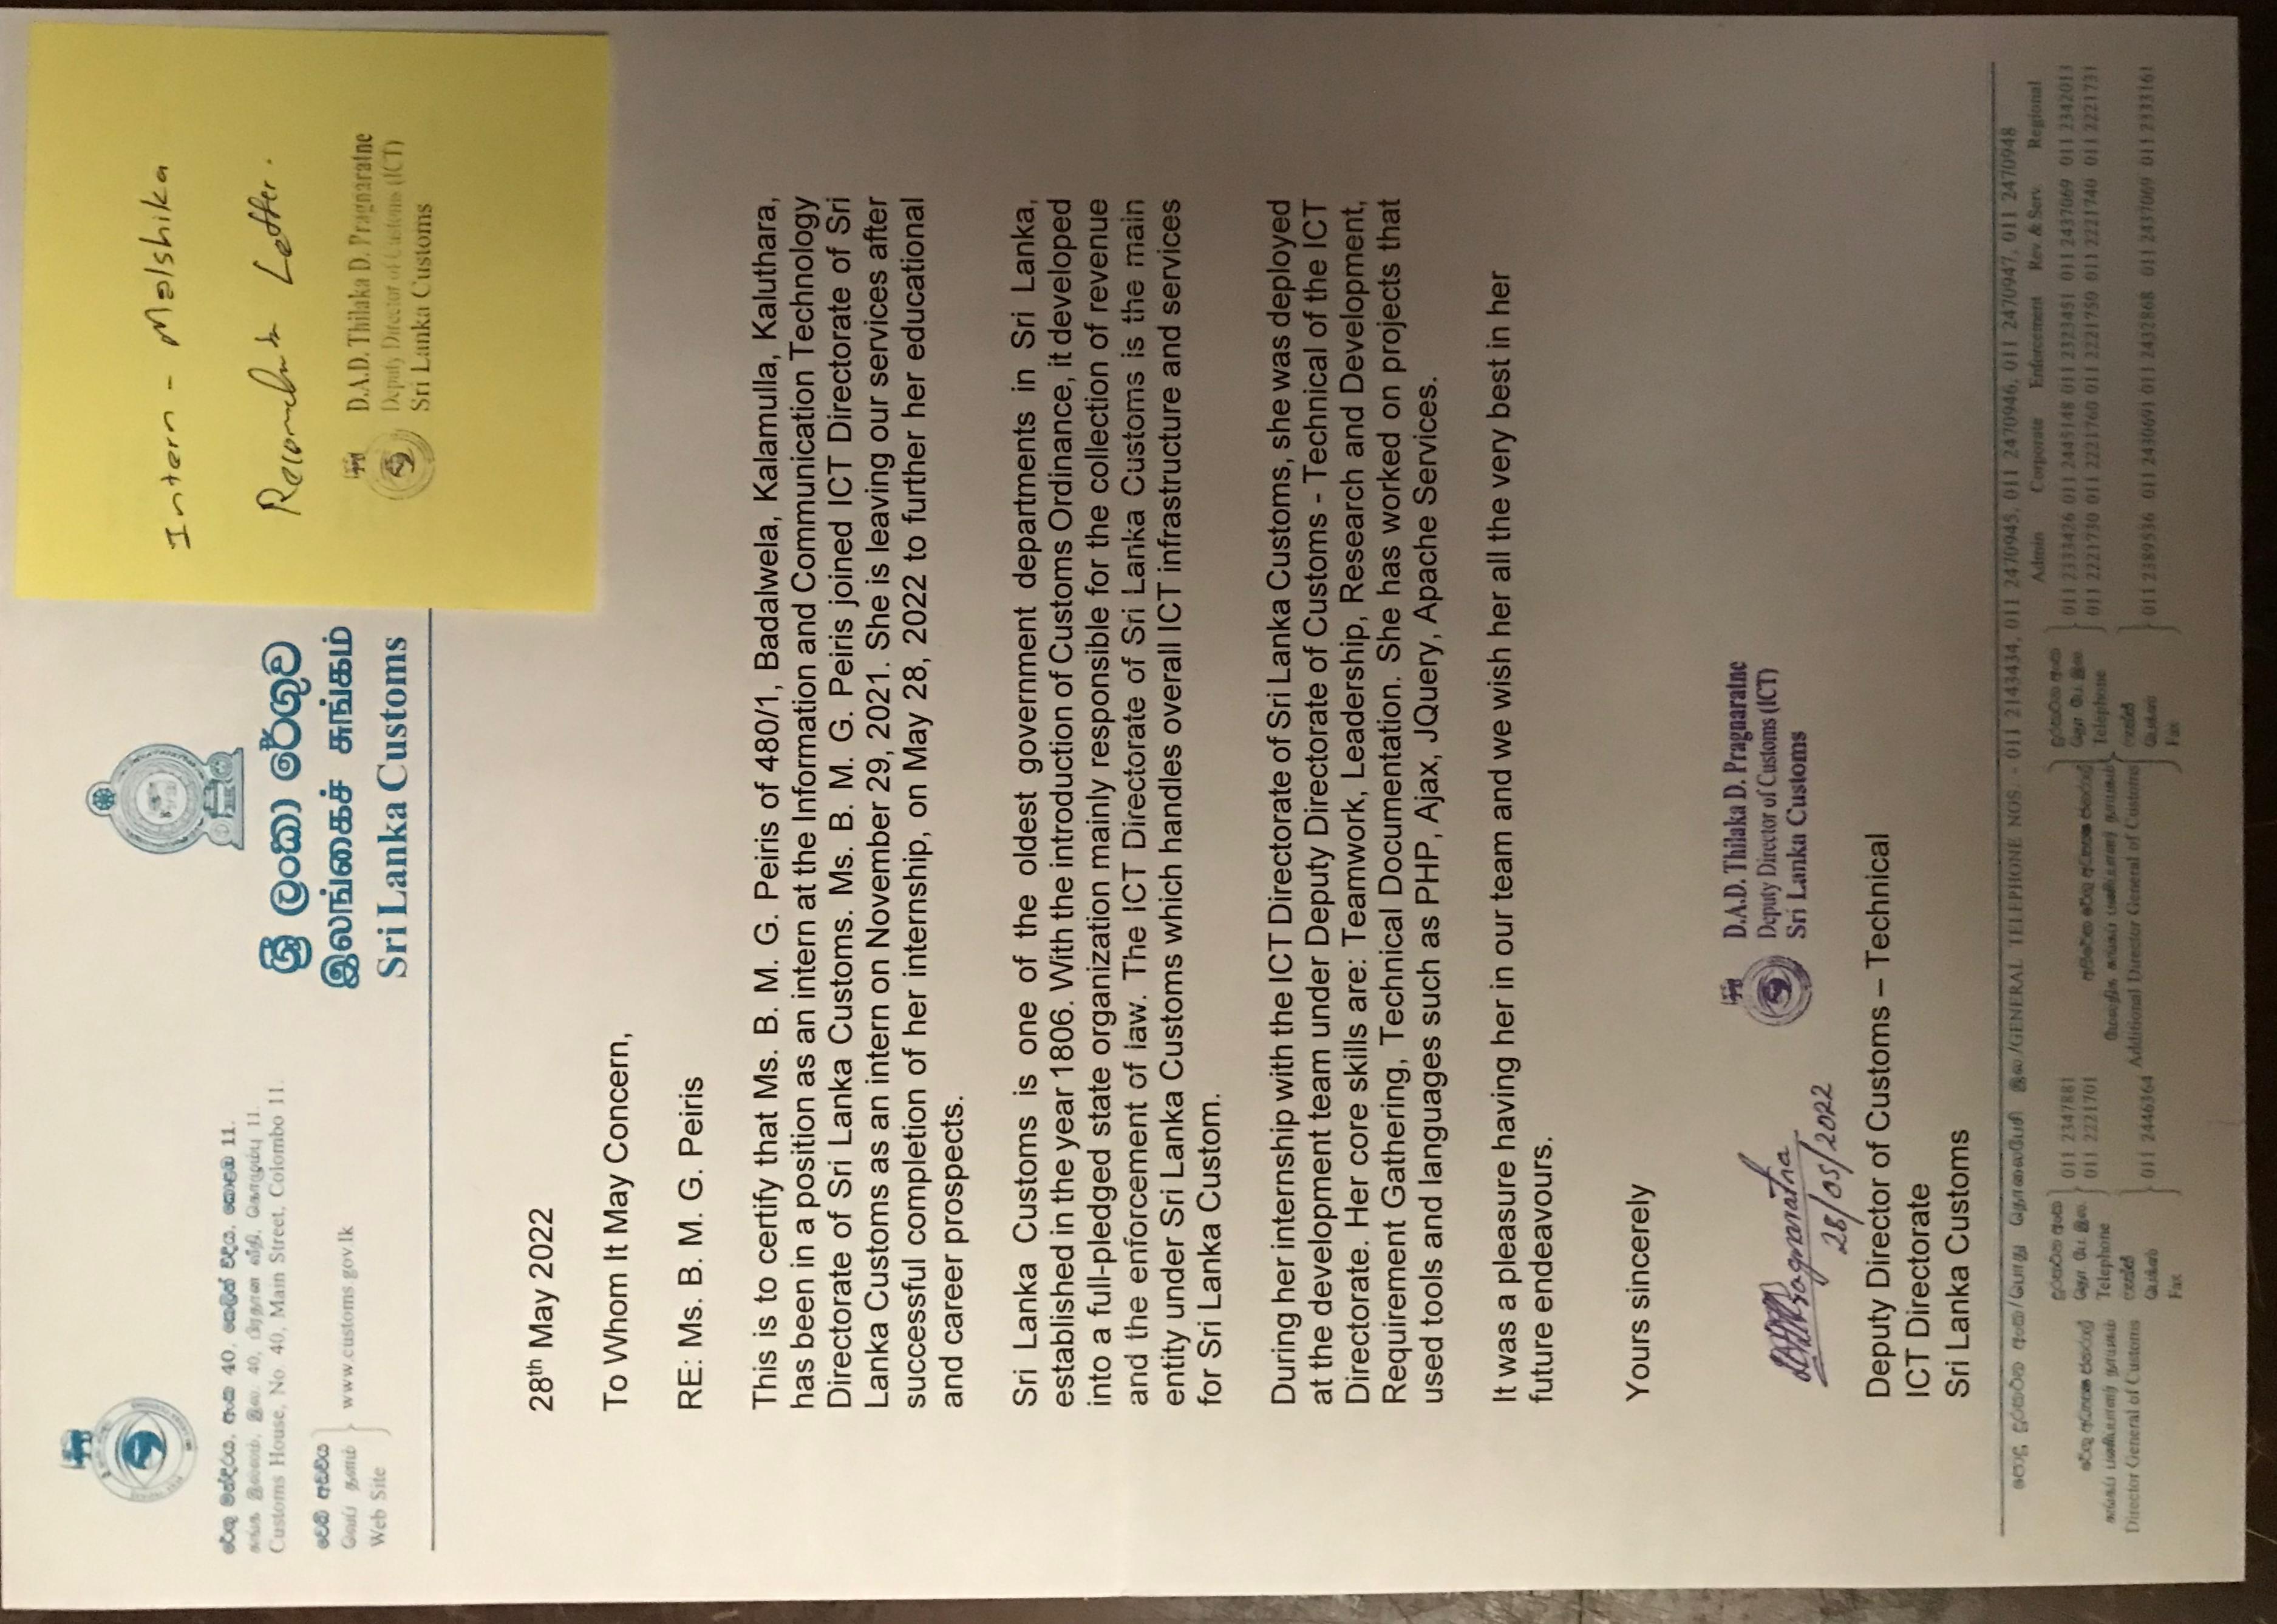 ශ්‍රී ලංකා රේගුව
இலங்கைச் சுங்கம்
Sri Lanka Customs
Customs House, No. 40, Main Street, Colombo 11.
වෙබ් අඩවිය
Web Site
www.customs.gov.lk
Intern - Malshika
Letter.
D.A.D. Thilaka D. Pragnaratne
Deputy Director of Customs (ICT)
Sri Lanka Customs
28th May 2022
To Whom It May Concern,
RE: Ms. B. M. G. Peiris
This is to certify that Ms. B. M. G. Peiris of 480/1, Badalwela, Kalamulla, Kaluthara,
has been in a position as an intern at the Information and Communication Technology
Directorate of Sri Lanka Customs. Ms. B. M. G. Peiris joined ICT Directorate of Sri
Lanka Customs as an intern on November 29, 2021. She is leaving our services after
successful completion of her internship, on May 28, 2022 to further her educational
and career prospects.
Sri Lanka Customs is one of the oldest government departments in Sri Lanka,
established in the year 1806. With the introduction of Customs Ordinance, it developed
into a full-pledged state organization mainly responsible for the collection of revenue
and the enforcement of law. The ICT Directorate of Sri Lanka Customs is the main
entity under Sri Lanka Customs which handles overall ICT infrastructure and services
for Sri Lanka Custom.
During her internship with the ICT Directorate of Sri Lanka Customs, she was deployed
at the development team under Deputy Directorate of Customs - Technical of the ICT
Directorate. Her core skills are: Teamwork, Leadership, Research and Development,
Requirement Gathering, Technical Documentation. She has worked on projects that
used tools and languages such as PHP, Ajax, JQuery, Apache Services.
It was a pleasure having her in our team and we wish her all the very best in her
future endeavours.
Yours sincerely
28/05/2022
D.A.D. Thilaka D. Pragnaratne
Deputy Director of Customs (ICT)
Sri Lanka Customs
Deputy Director of Customs – Technical
ICT Directorate
Sri Lanka Customs
/GENERAL TELEPHONE NOS. - 011 2143434, 011 2470945, 011 2470946, 011 2470947, 011 2470948
Admin Corporate Enforcement Rev & Serv. Regional
Director General of Customs
Telephone
011 2347881
011 2221701
Fax
011 2446364
Additional Director General of Customs
Telephone
011 2333426 011 2445148 011 2323451 011 2437069 011 2342013
011 2221730 011 2221760 011 2221759 011 2221740 011 2221731
Fax
011 2389536 011 2430691 011 2432868 011 2437069 011 2333161